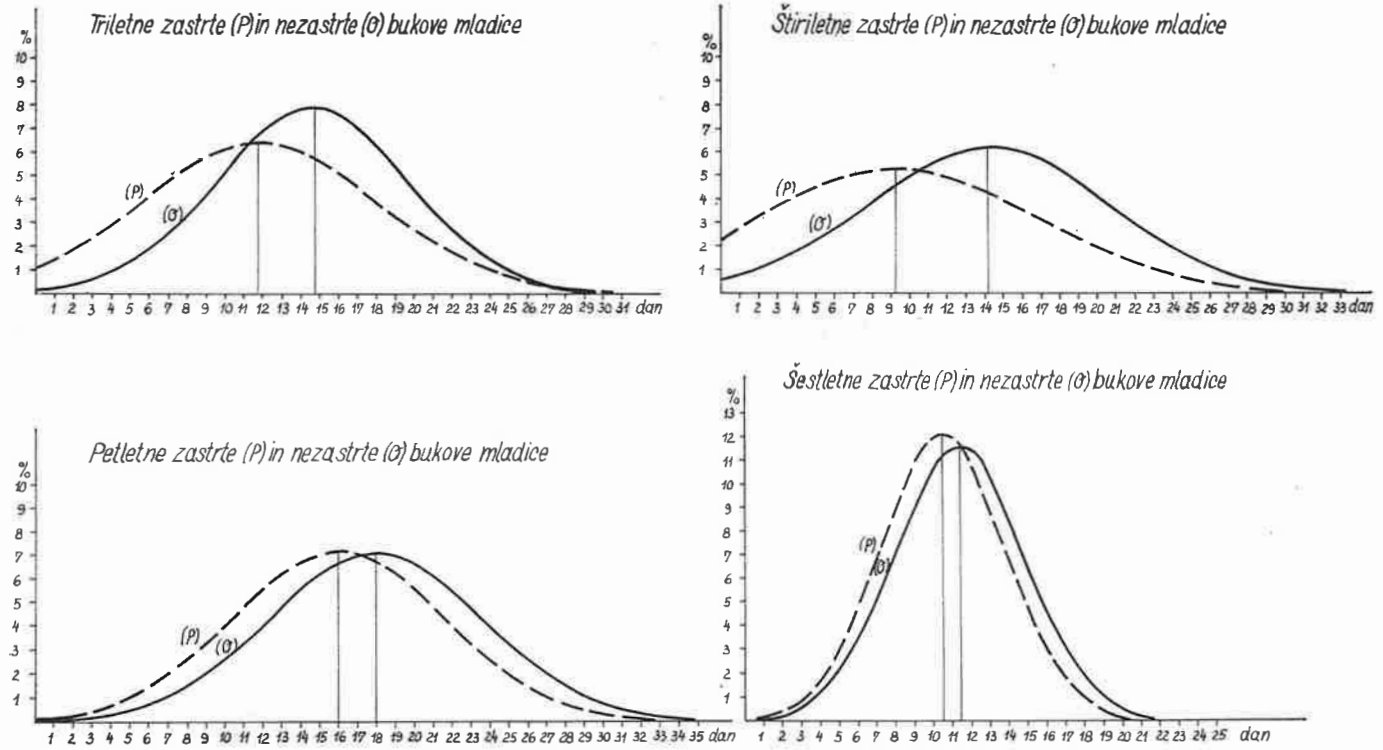 Triletne zastrte (P) in nezastrte (O) bukove mladice
%
10
9
8
7
6
5
4
3
2
1
(P)
(O)
1 2 3 4 5 6 7 8 9 10 11 12 13 14 15 16 17 18 19 20 21 22 23 24 25 26 27 28 29 30 31 dan
Štiriletne zastrte (P) in nezastrte (O) bukove mladice
%
10
9
8
7
6
5
4
3
2
1
(P)
(O)
1 2 3 4 5 6 7 8 9 10 11 12 13 14 15 16 17 18 19 20 21 22 23 24 25 26 27 28 29 30 31 32 33 dan
Petletne zastrte (P) in nezastrte (O) bukove mladice
%
10
9
8
7
6
5
4
3
2
1
(P)
(O)
1 2 3 4 5 6 7 8 9 10 11 12 13 14 15 16 17 18 19 20 21 22 23 24 25 26 27 28 29 30 31 32 33 34 35 dan
Šestletne zastrte (P) in nezastrte (O) bukove mladice
%
13
12
11
10
9
8
7
6
5
4
3
2
1
(P)
(O)
1 2 3 4 5 6 7 8 9 10 11 12 13 14 15 16 17 18 19 20 21 22 23 24 25 dan